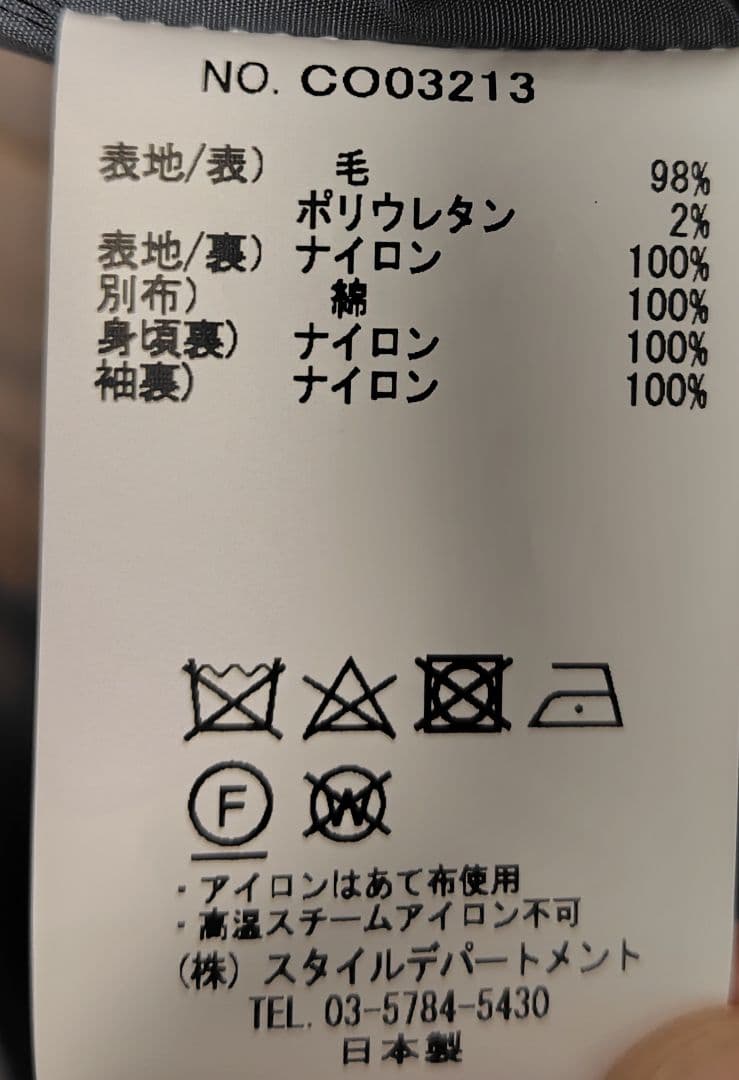 NO. CO03213
表地/表) 毛 98%
ポリウレタン 2%
表地/裏) ナイロン 100%
別布) 綿 100%
身頃裏) ナイロン 100%
袖裏) ナイロン 100%
F W
・アイロンはあて布使用
・高温スチームアイロン不可
(株) スタイルデパートメント
TEL. 03-5784-5430
日本製